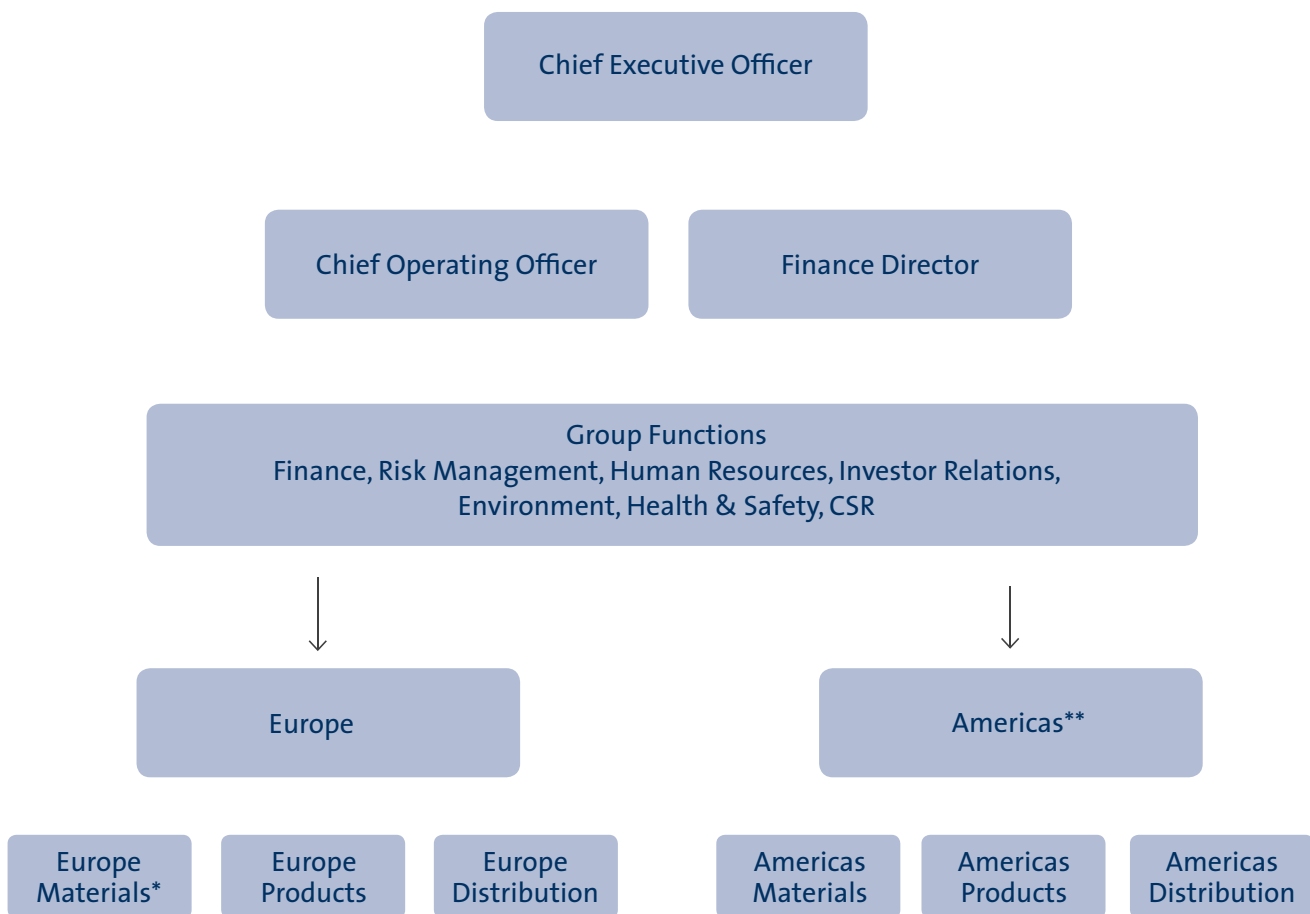 Chief Executive Officer
Chief Operating Officer
Finance Director
Group Functions
Finance, Risk Management, Human Resources, Investor Relations,
Environment, Health & Safety, CSR
Europe
Americas**
Europe
Materials*
Europe
Products
Europe
Distribution
Americas
Materials
Americas
Products
Americas
Distribution